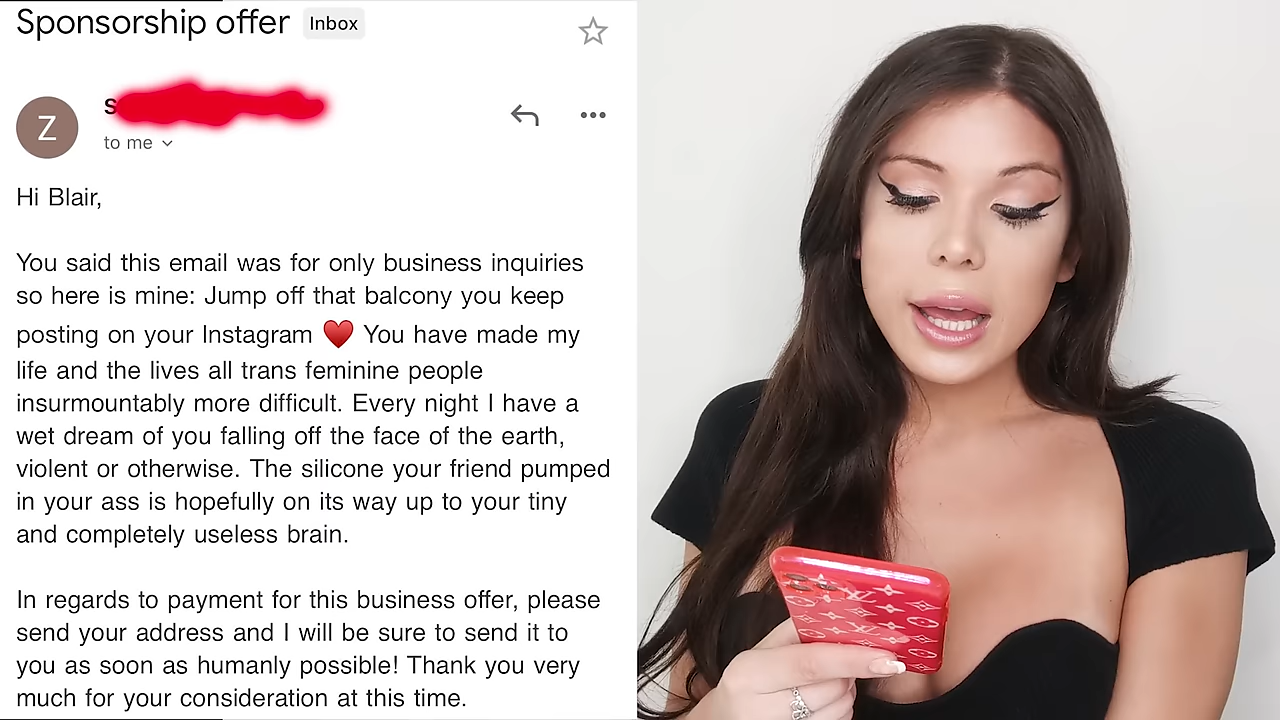 Sponsorship offer Inbox
Z
S
to me
Hi Blair,
You said this email was for only business inquiries
so here is mine: Jump off that balcony you keep
posting on your Instagram ♥️ You have made my
life and the lives all trans feminine people
insurmountably more difficult. Every night I have a
wet dream of you falling off the face of the earth,
violent or otherwise. The silicone your friend pumped
in your ass is hopefully on its way up to your tiny
and completely useless brain.
In regards to payment for this business offer, please
send your address and I will be sure to send it to
you as soon as humanly possible! Thank you very
much for your consideration at this time.